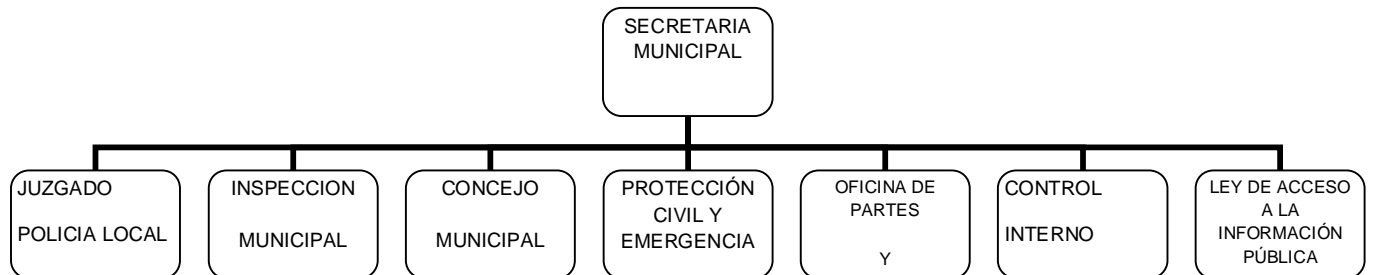 SECRETARIA
MUNICIPAL
JUZGADO
POLICIA LOCAL
INSPECCION
MUNICIPAL
CONCEJO
MUNICIPAL
PROTECCIÓN
CIVIL Y
EMERGENCIA
OFICINA DE
PARTES
Y
CONTROL
INTERNO
LEY DE ACCESO
A LA
INFORMACIÓN
PÚBLICA